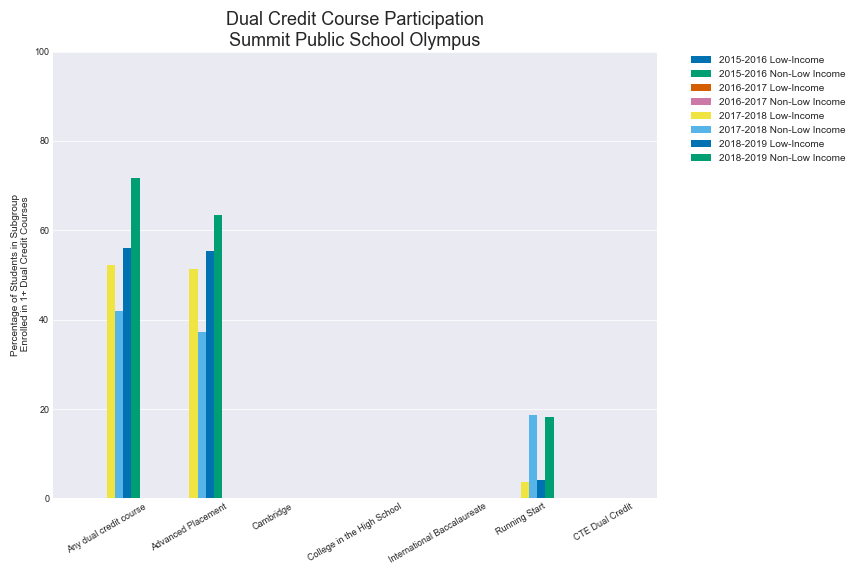 Dual Credit Course Participation
Summit Public School Olympus
2015-2016 Low-Income
2015-2016 Non-Low Income
2016-2017 Low-Income
2016-2017 Non-Low Income
2017-2018 Low-Income
2017-2018 Non-Low Income
2018-2019 Low-Income
2018-2019 Non-Low Income
Percentage of Students in Subgroup
Enrolled in 1+ Dual Credit Courses
100
80
60
40
20
0
Any dual credit course
Advanced Placement
Cambridge
College in the High School
International Baccalaureate
Running Start
CTE Dual Credit